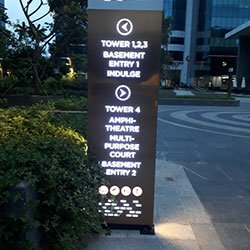 TOWER 1,2,3
BASEMENT
ENTRY 1
INDULGE
TOWER 4
AMPHI-
THEATRE
MULTI-
PURPOSE
COURT
BASEMENT
ENTRY 2